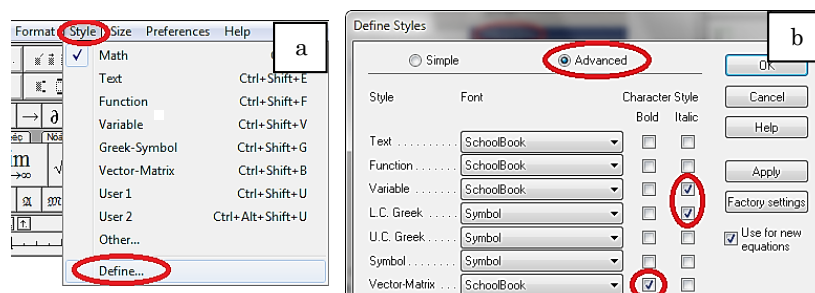 Format Style Size Preferences Help
a
✓ Math
Text Ctrl+Shift+E
Function Ctrl+Shift+F
Variable Ctrl+Shift+V
Greek-Symbol Ctrl+Shift+G
Vector-Matrix Ctrl+Shift+B
User 1 Ctrl+Shift+U
User 2 Ctrl+Alt+Shift+U
Other...
Define...
Define Styles
b
Simple Advanced
OK
Cancel
Help
Apply
Factory settings
Use for new equations
Style Font Character Style
Bold Italic
Text . . . . . . . . . . SchoolBook
Function . . . . . . SchoolBook
Variable . . . . . . SchoolBook
L.C. Greek . . . . . Symbol
U.C. Greek . . . . . Symbol
Symbol . . . . . . . Symbol
Vector-Matrix . . . SchoolBook